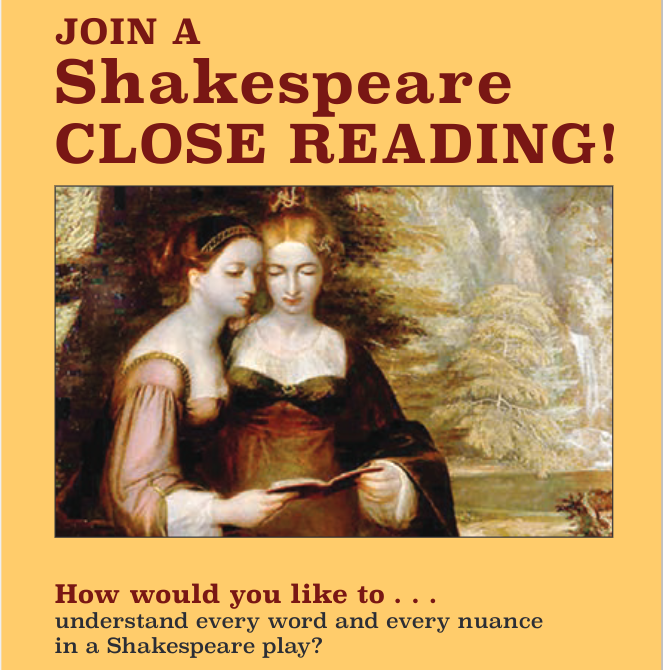 JOIN A
Shakespeare
CLOSE READING!
How would you like to . . .
understand every word and every nuance
in a Shakespeare play?